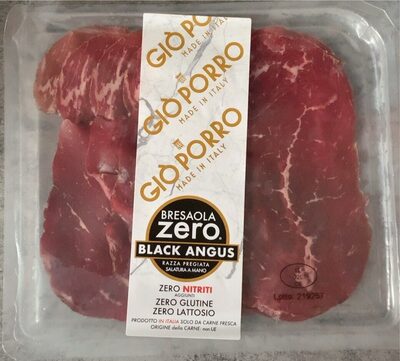 GIÒ PORRO
MADE IN ITALY
GIÒ PORRO
MADE IN ITALY
GIÒ PORRO
MADE IN ITALY
BRESAOLA
zero
BLACK ANGUS
RAZZA PREGIATA
SALATURA A MANO
ZERO NITRITI
AGGIUNTI
ZERO GLUTINE
ZERO LATTOSIO
PRODOTTO IN ITALIA SOLO DA CARNE FRESCA
ORIGINE della CARNE: non UE
Lotto 219267